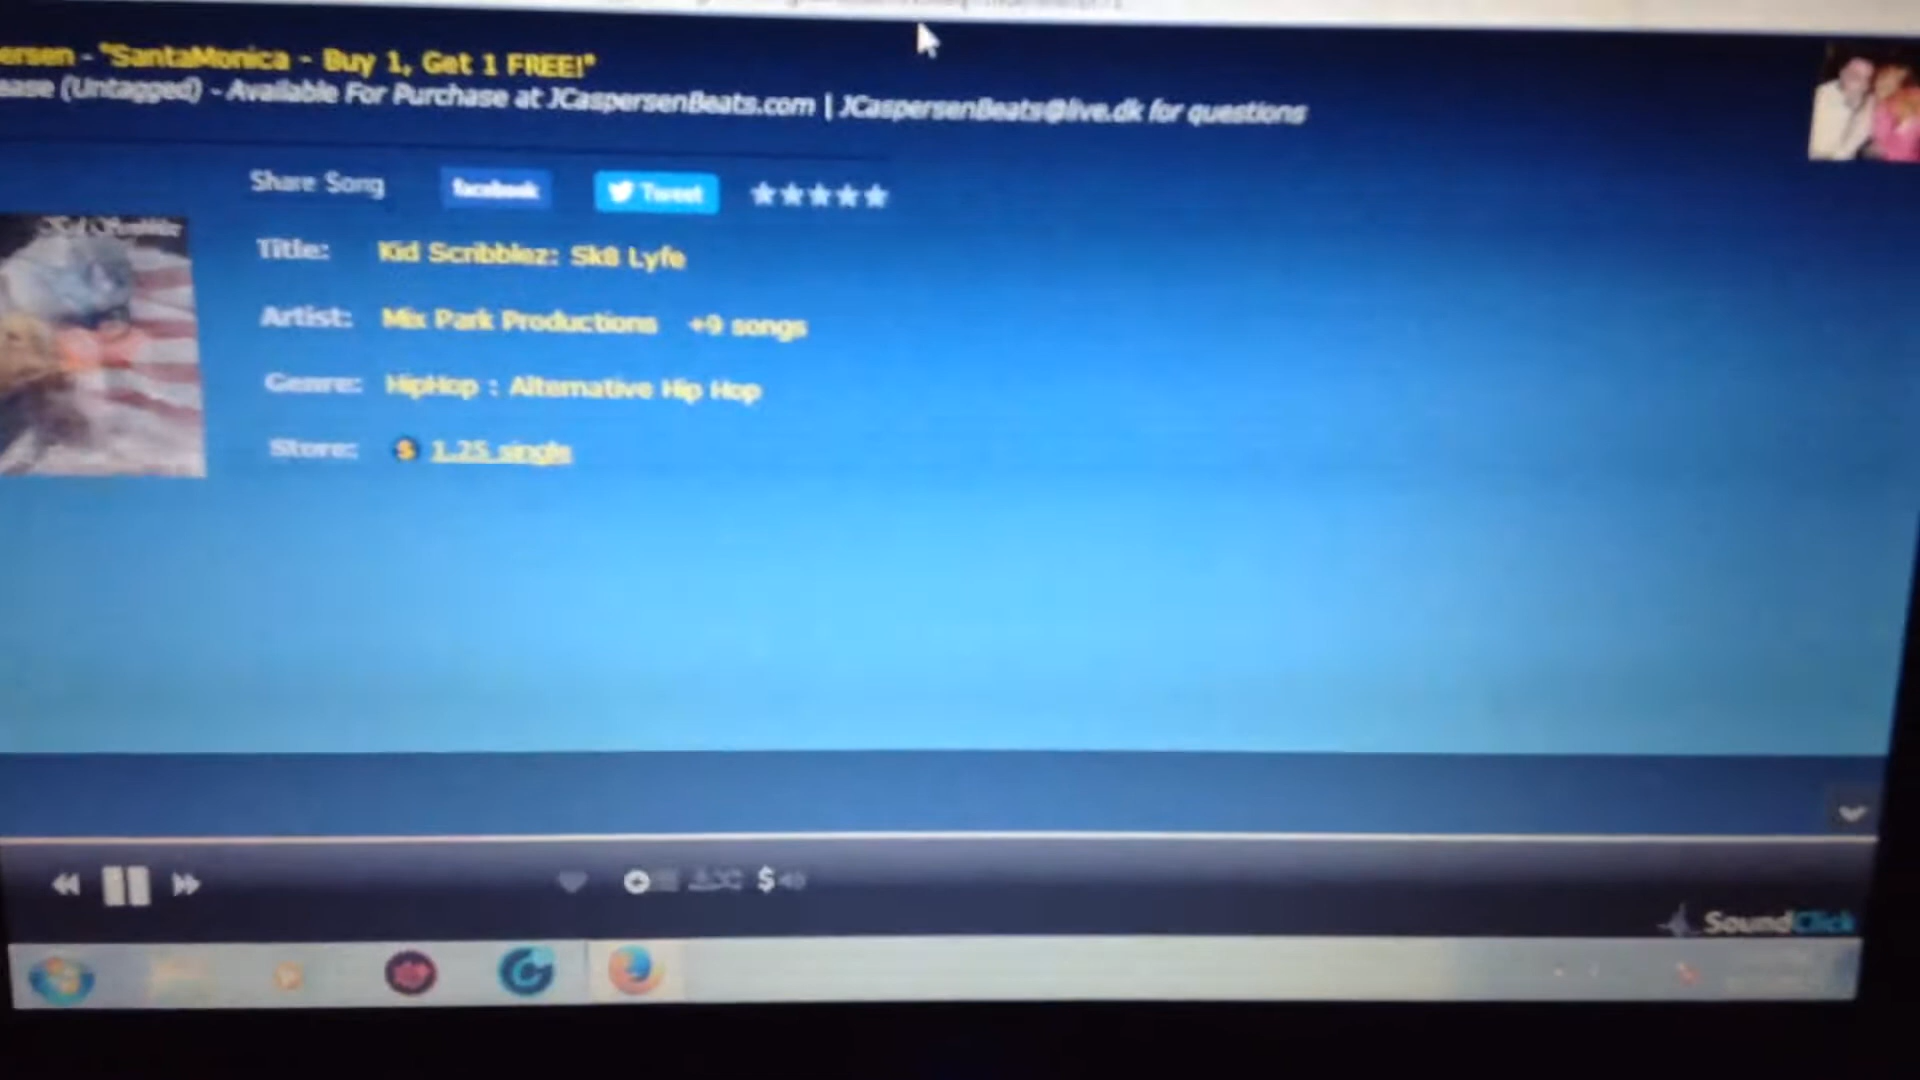 ersen - "SantaMonica - Buy 1, Get 1 FREE!"
ease (Untagged) - Available For Purchase at JCaspersenBeats.com | JCaspersenBeats@live.dk for questions
Share Song facebook Tweet
Title: Kid Scribblez: Sk8 Lyfe
Artist: Mix Park Productions +9 songs
Genre: HipHop : Alternative Hip Hop
Store: $ 1.25 single
$
SoundClick